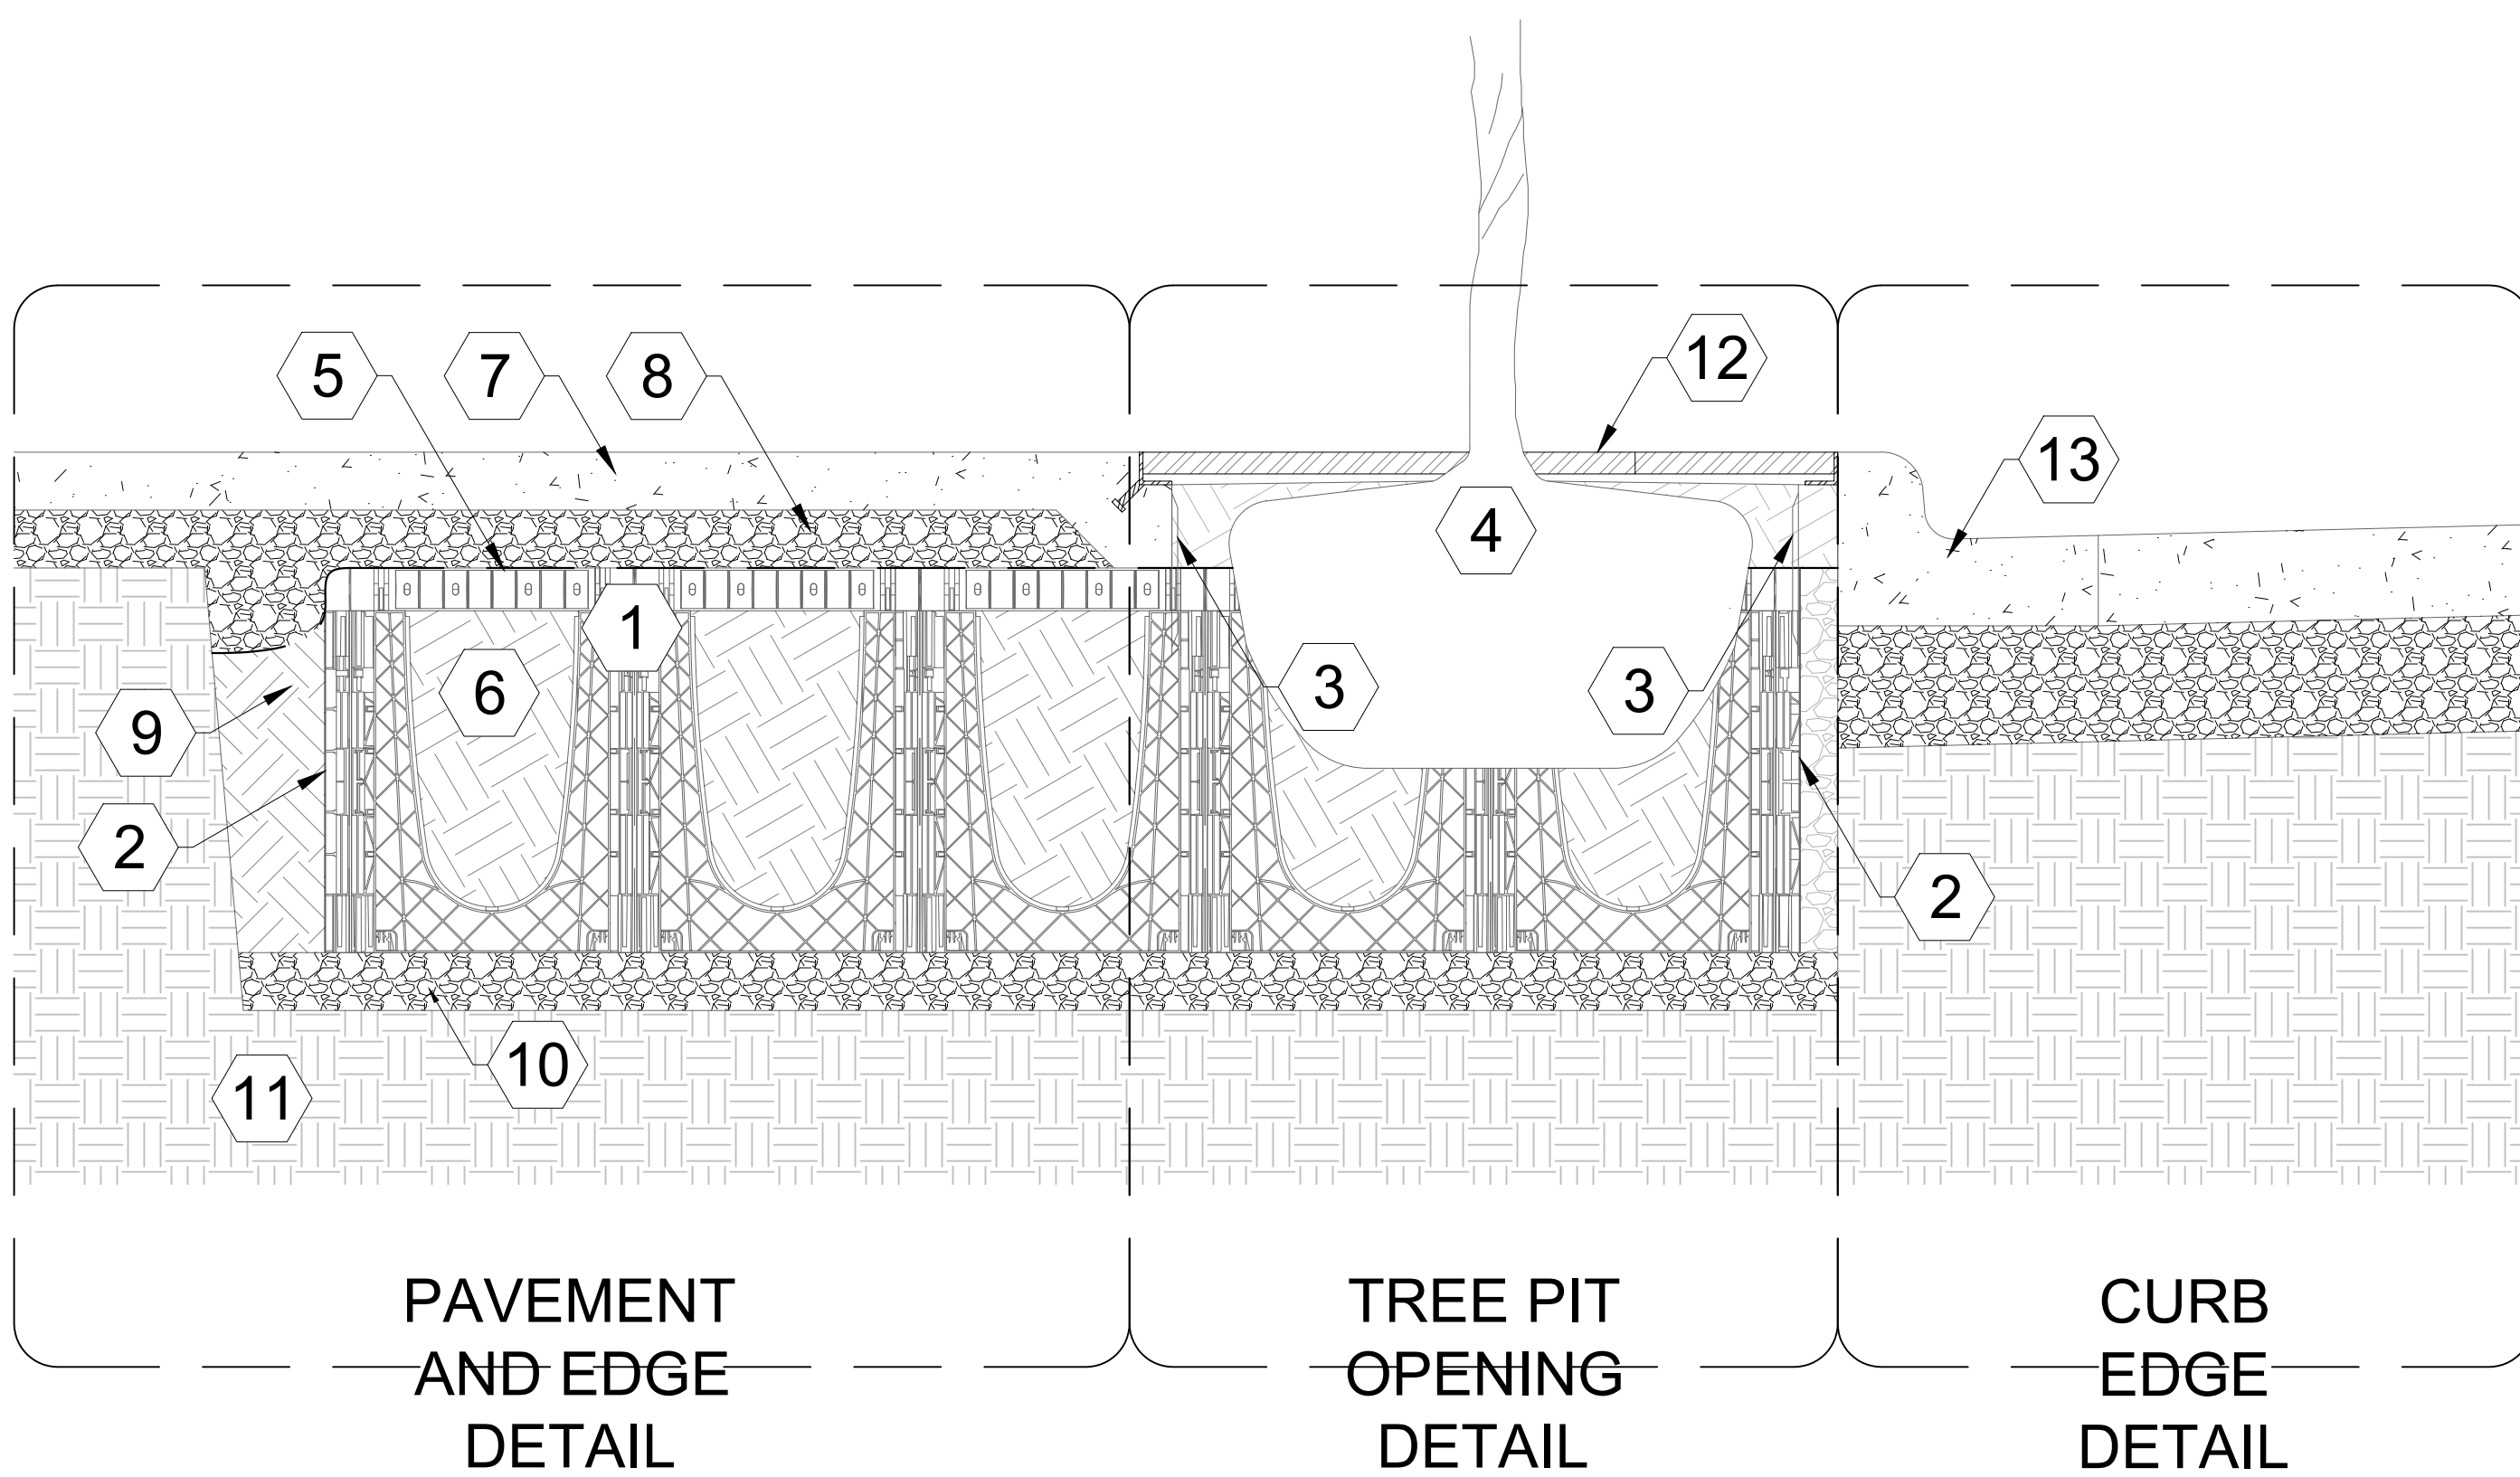 12
5
7
8
13
4
1
3
3
6
9
2
2
10
11
PAVEMENT
AND EDGE
DETAIL
TREE PIT
OPENING
DETAIL
CURB
EDGE
DETAIL